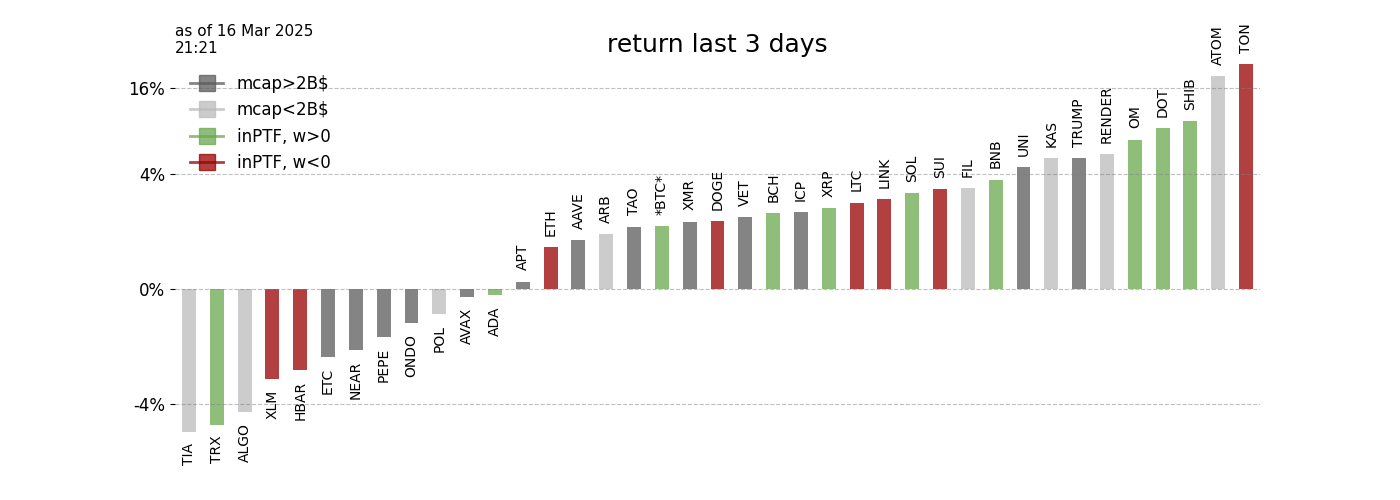 as of 16 Mar 2025
21:21
return last 3 days
mcap>2B$
mcap<2B$
inPTF, w>0
inPTF, w<0
16%
4%
0%
-4%
TIA
TRX
ALGO
XLM
HBAR
ETC
NEAR
PEPE
ONDO
POL
AVAX
ADA
APT
ETH
AAVE
ARB
TAO
*BTC*
XMR
DOGE
VET
BCH
ICP
XRP
LTC
LINK
SOL
SUI
FIL
BNB
UNI
KAS
TRUMP
RENDER
OM
DOT
SHIB
ATOM
TON